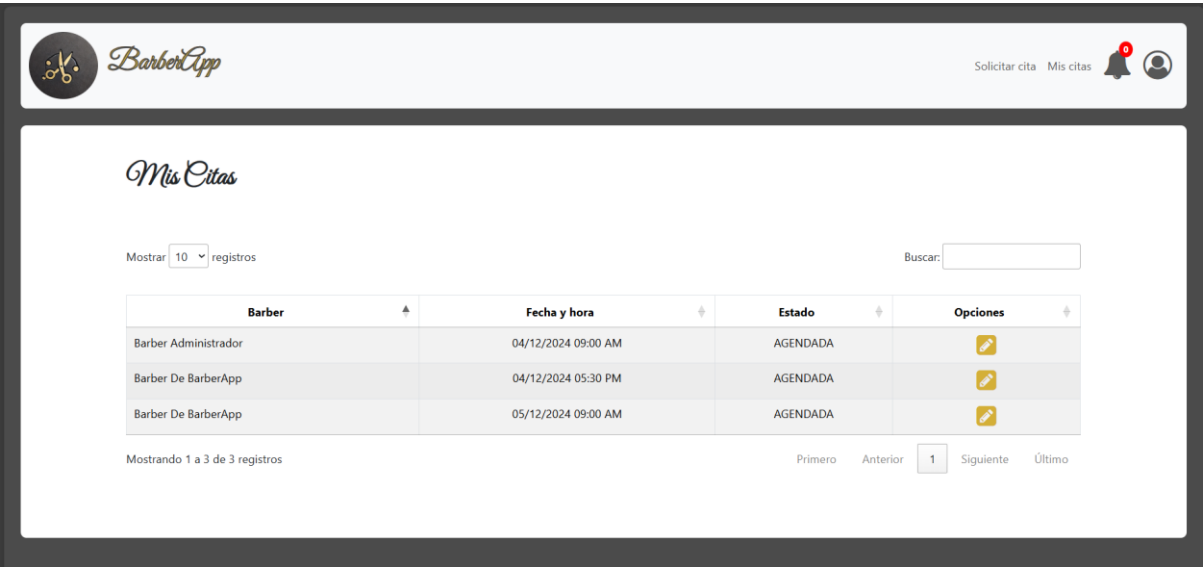 BarberApp
Solicitar cita Mis citas 0
Mis Citas
Mostrar 10 registros Buscar:
Barber Fecha y hora Estado Opciones
Barber Administrador 04/12/2024 09:00 AM AGENDADA
Barber De BarberApp 04/12/2024 05:30 PM AGENDADA
Barber De BarberApp 05/12/2024 09:00 AM AGENDADA
Mostrando 1 a 3 de 3 registros Primero Anterior 1 Siguiente Último